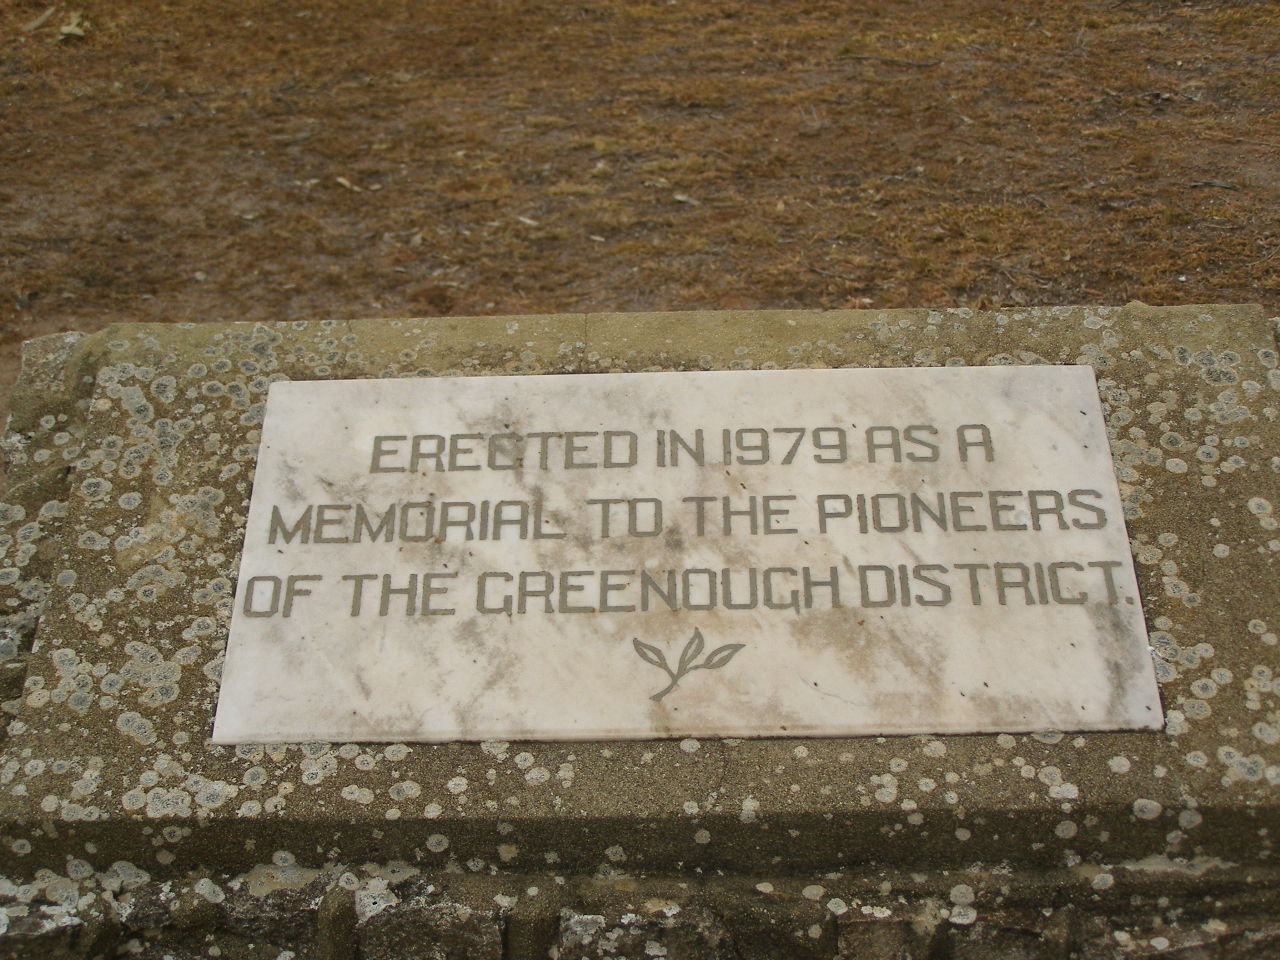 ERECTED IN 1979 AS A
MEMORIAL TO THE PIONEERS
OF THE GREENOUGH DISTRICT.